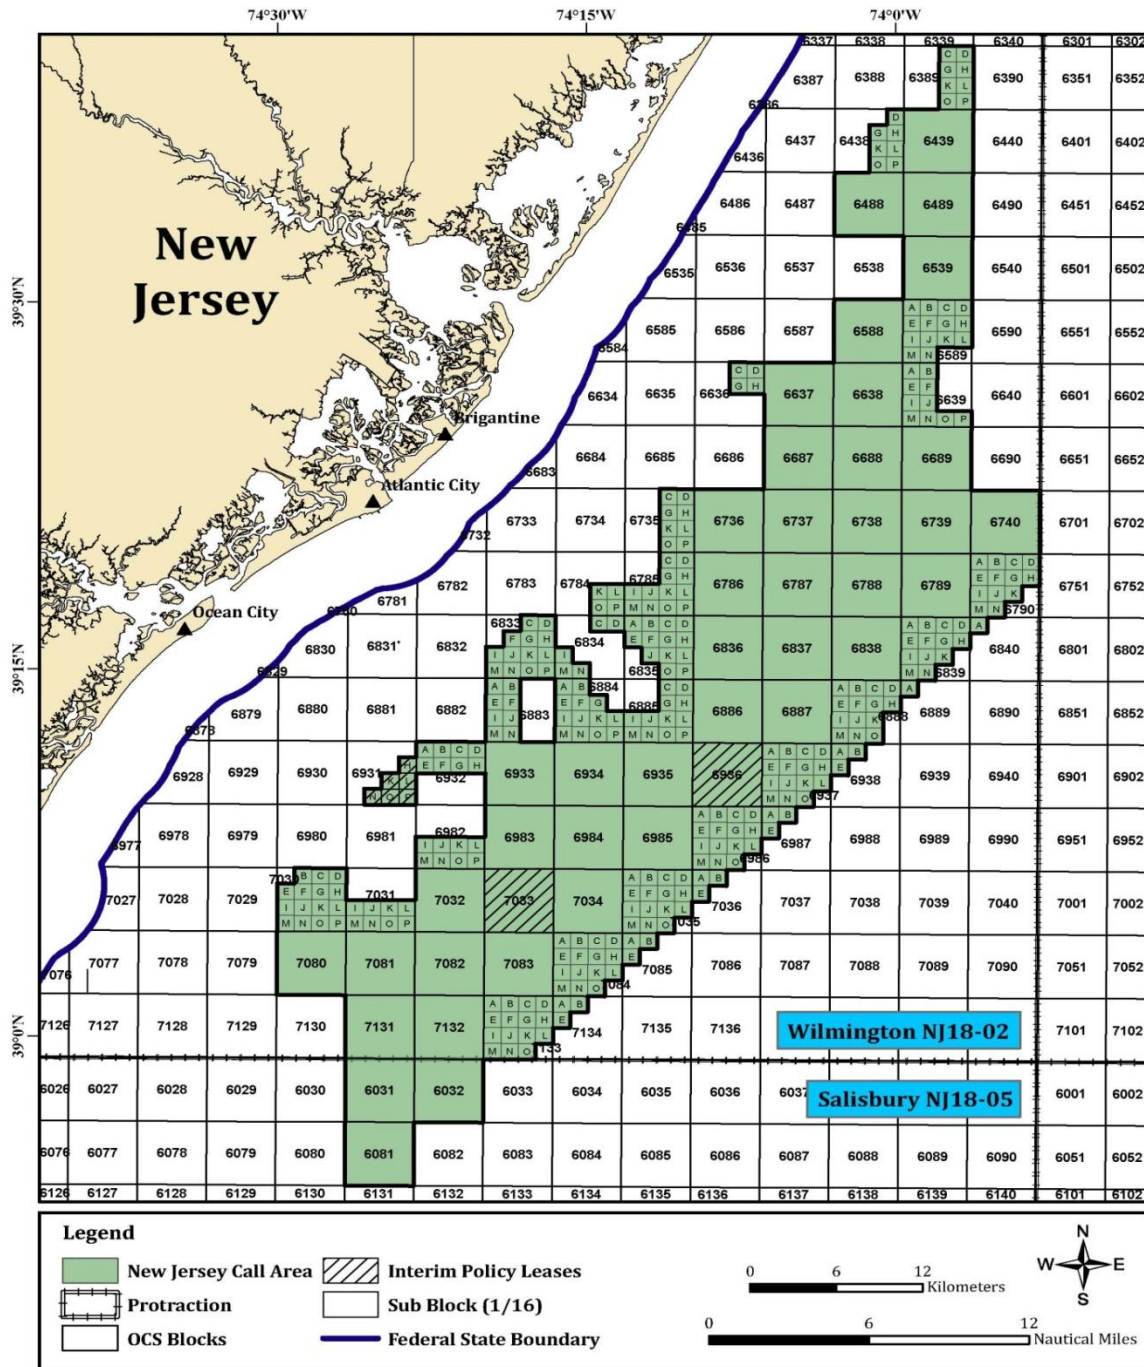 74°30'W 74°15'W 74°0'W
6337 6338 6339 6340 6301 6302
C D
6387 6388 6389 G H 6390 6351 6352
K L
6386 O P
D
6436 6437 6438 G H 6439 6440 6401 6402
K L
O P
New
Jersey
6485 6486 6487 6488 6489 6490 6451 6452
6535 6536 6537 6538 6539 6540 6501 6502
39°30'N
A B C D
6584 6585 6586 6587 6588 E F G H 6590 6551 6552
I J K L
M N 6589
C D A B
6634 6635 6636 G H 6637 6638 E F 6639 6640 6601 6602
I J
M N O P
Brigantine
6683 6684 6685 6686 6687 6688 6689 6690 6651 6652
Atlantic City
C D
6732 6733 6734 6735 G H 6736 6737 6738 6739 6740 6701 6702
K L
O P
C D A B C D
6780 6781 6782 6783 6784 6785 G H 6786 6787 6788 6789 E F G H 6751 6752
K L I J K L I J K
O P M N O P M N 6790
Ocean City
39°15'N
6833 C D C D A B C D A B C D A
6829 6830 6831* 6832 F G H 6834 E F G H 6836 6837 6838 E F G H 6840 6801 6802
I J K L I J K L I J K
M N O P M N 6835 O P M N 6839
A B A B 6884 C D A B C D A
6878 6879 6880 6881 6882 E F 6883 E F G G H 6886 6887 E F G H 6888 6889 6890 6851 6852
I J I J K L 6885 I J K L I J K L
M N M N O P M N O P M N O
A B C D A B C D A B
6928 6929 6930 6931 H E F G H 6933 6934 6935 6936 E F G H E 6938 6939 6940 6901 6902
K L 6932 I J K L
N O P M N O 6937
A B C D A B
6977 6978 6979 6980 6981 6982 6983 6984 6985 E F G H E 6987 6988 6989 6990 6951 6952
I J K L I J K L
M N O P M N O 6986
7030 B C D A B C D A B
7027 7028 7029 E F G H 7031 7032 7033 7034 E F G H E 7036 7037 7038 7039 7040 7001 7002
I J K L I J K L I J K L
M N O P M N O P M N O 7035
A B C D A B
7076 7077 7078 7079 7080 7081 7082 7083 E F G H E 7085 7086 7087 7088 7089 7090 7051 7052
I J K L
M N O 7084
39°0'N
A B C D A B
7126 7127 7128 7129 7130 7131 7132 E F G H E 7134 7135 7136 7101 7102
I J K L
M N O
Wilmington NJ18-02
6026 6027 6028 6029 6030 6031 6032 6033 6034 6035 6036 6037 6001 6002
Salisbury NJ18-05
6076 6077 6078 6079 6080 6081 6082 6083 6084 6085 6086 6087 6088 6089 6090 6051 6052
6126 6127 6128 6129 6130 6131 6132 6133 6134 6135 6136 6137 6138 6139 6140 6101 6102
Legend
New Jersey Call Area
Protraction
OCS Blocks
Interim Policy Leases
Sub Block (1/16)
Federal State Boundary
0 6 12
Kilometers
0 6 12
Nautical Miles
N
W E
S